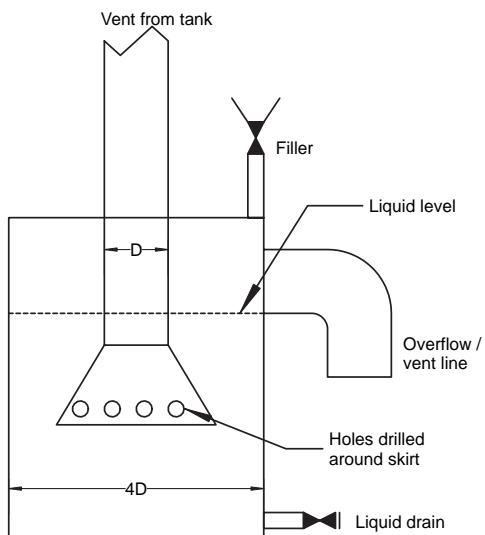 Vent from tank
Filler
Liquid level
D
Overflow /
vent line
Holes drilled
around skirt
4D
Liquid drain